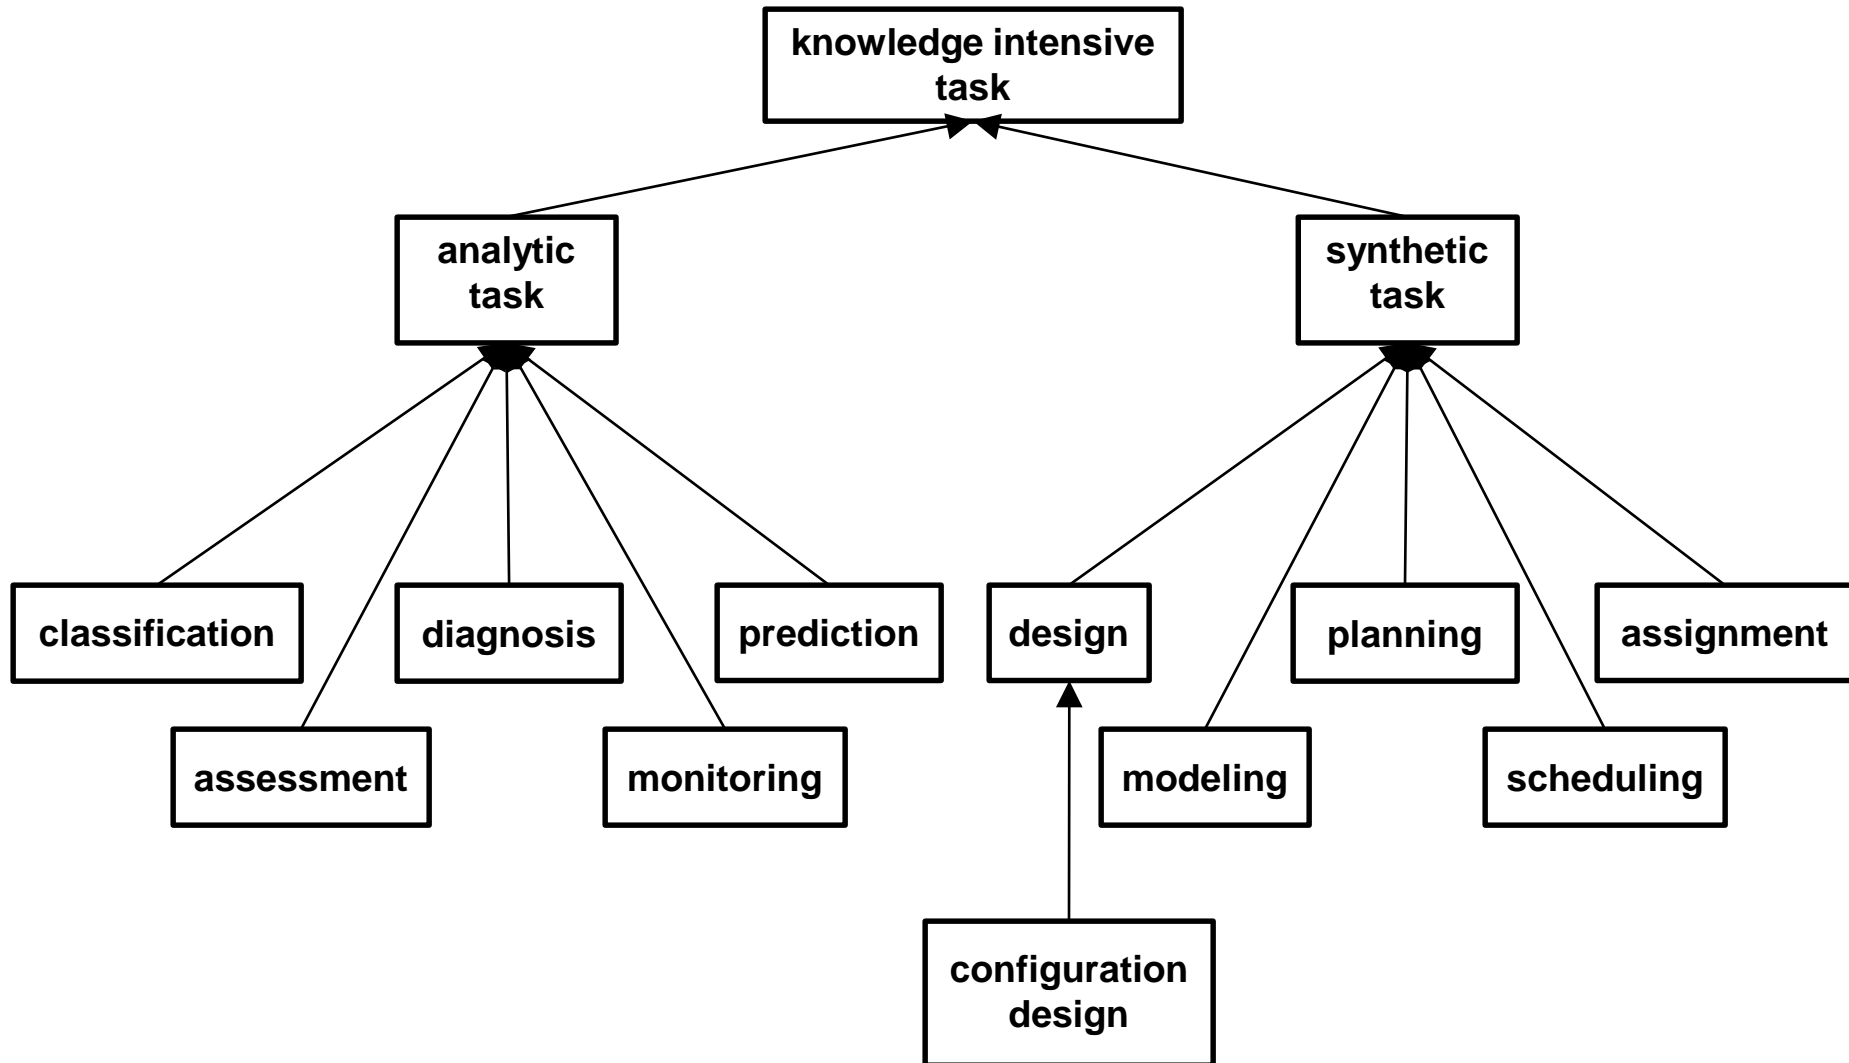 knowledge intensive
task
analytic
task
synthetic
task
classification
diagnosis
prediction
design
planning
assignment
assessment
monitoring
modeling
scheduling
configuration
design